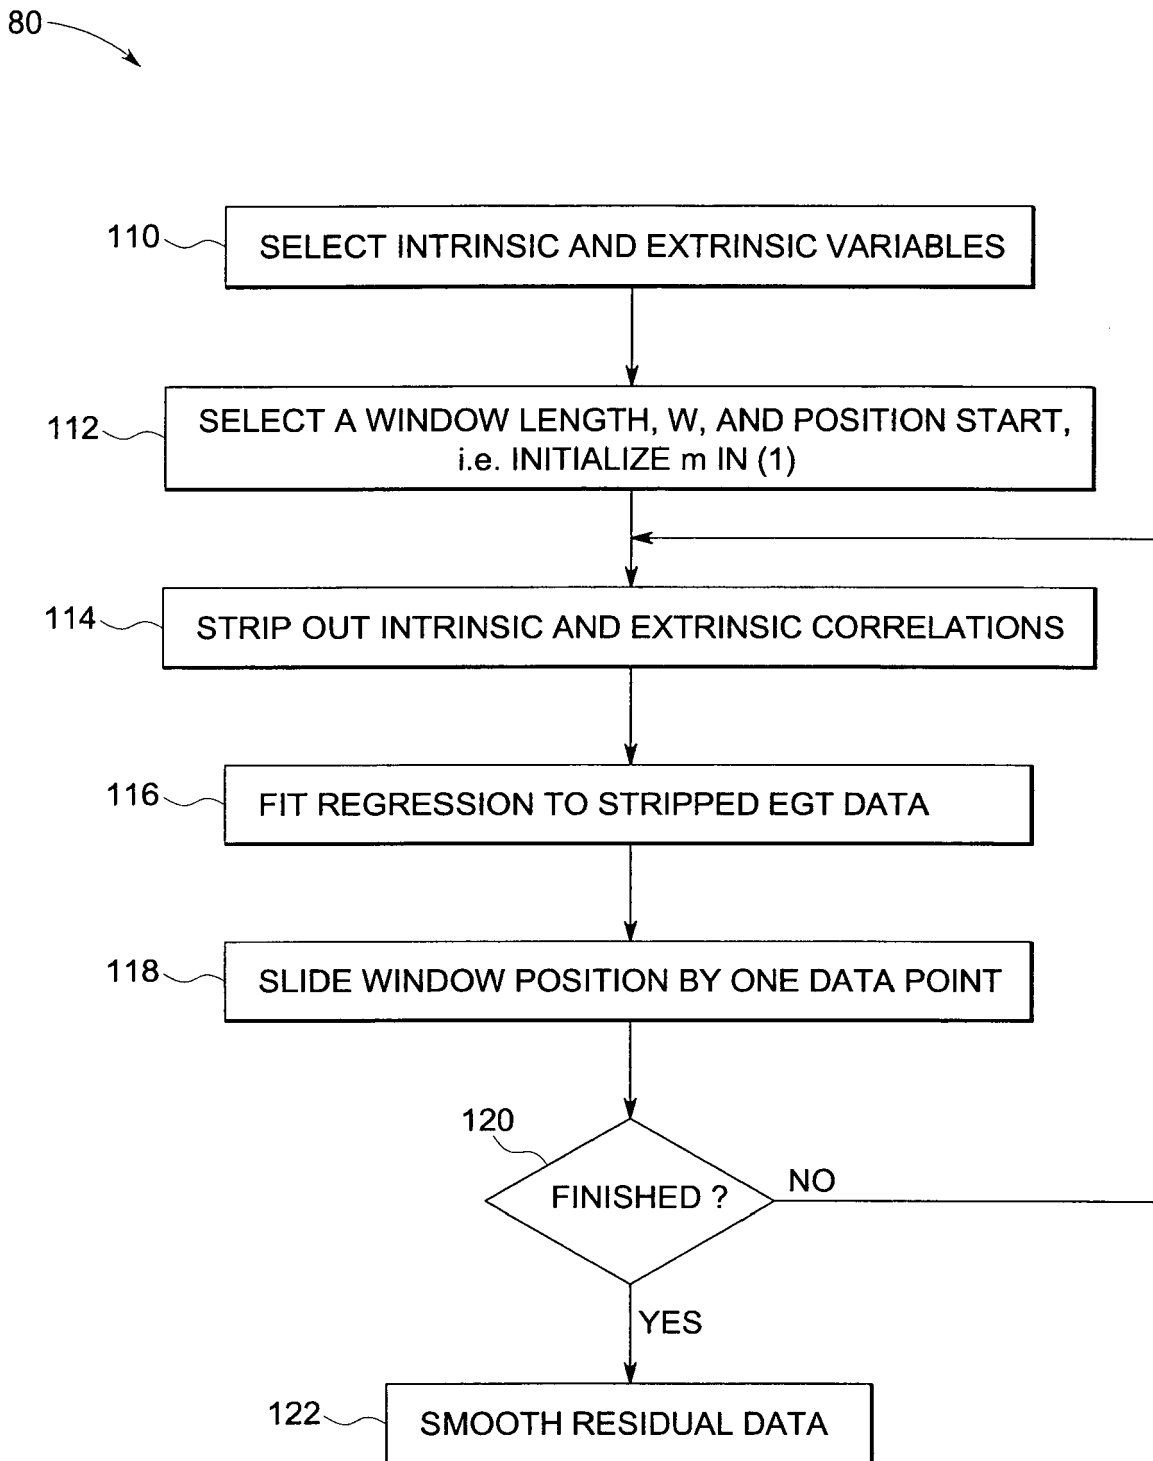 80
110
SELECT INTRINSIC AND EXTRINSIC VARIABLES
112
SELECT A WINDOW LENGTH, W, AND POSITION START,
i.e. INITIALIZE m IN (1)
114
STRIP OUT INTRINSIC AND EXTRINSIC CORRELATIONS
116
FIT REGRESSION TO STRIPPED EGT DATA
118
SLIDE WINDOW POSITION BY ONE DATA POINT
120
FINISHED ?
NO
YES
122
SMOOTH RESIDUAL DATA